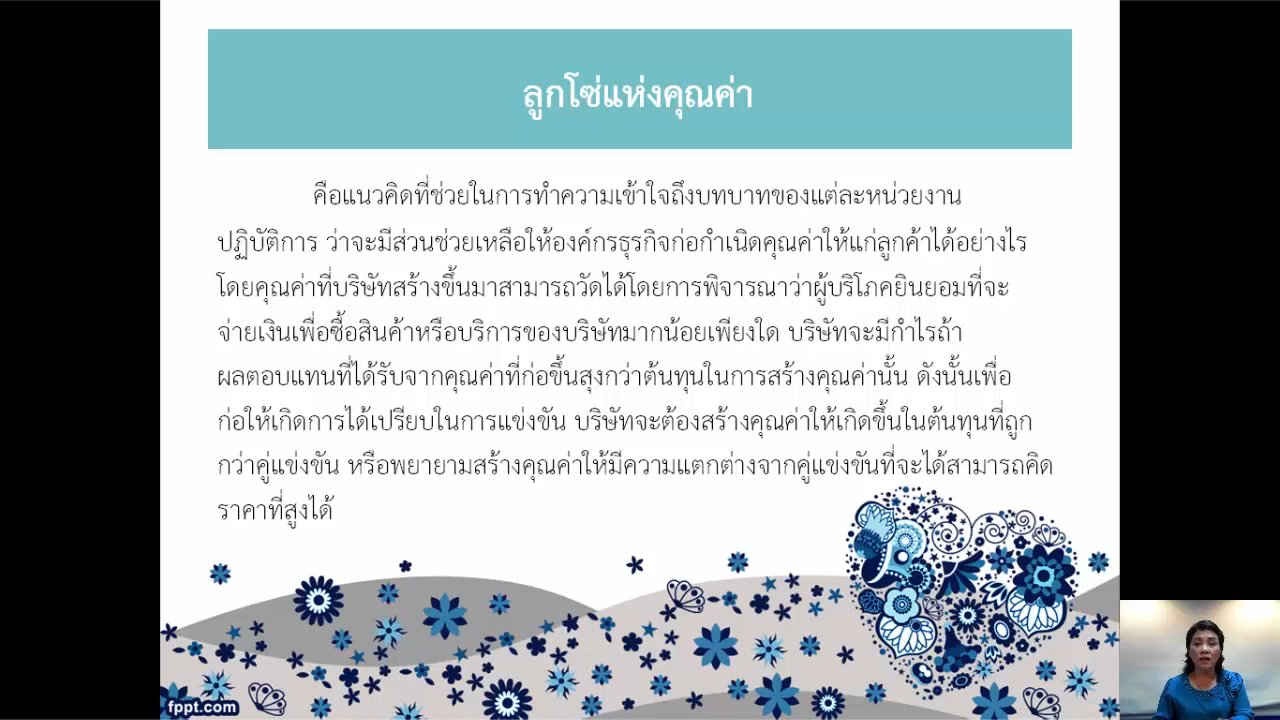 ลูกโซ่แห่งคุณค่า
คือแนวคิดที่ช่วยในการทำความเข้าใจถึงบทบาทของแต่ละหน่วยงาน
ปฏิบัติการ ว่าจะมีส่วนช่วยเหลือให้องค์กรธุรกิจก่อกำเนิดคุณค่าให้แก่ลูกค้าได้อย่างไร
โดยคุณค่าที่บริษัทสร้างขึ้นมาสามารถวัดได้โดยการพิจารณาว่าผู้บริโภคยินยอมที่จะ
จ่ายเงินเพื่อซื้อสินค้าหรือบริการของบริษัทมากน้อยเพียงใด บริษัทจะมีกำไรถ้า
ผลตอบแทนที่ได้รับจากคุณค่าที่ก่อขึ้นสุงกว่าต้นทุนในการสร้างคุณค่านั้น ดังนั้นเพื่อ
ก่อให้เกิดการได้เปรียบในการแข่งขัน บริษัทจะต้องสร้างคุณค่าให้เกิดขึ้นในต้นทุนที่ถูก
กว่าคู่แข่งขัน หรือพยายามสร้างคุณค่าให้มีความแตกต่างจากคู่แข่งขันที่จะได้สามารถคิด
ราคาที่สูงได้
fppt.com